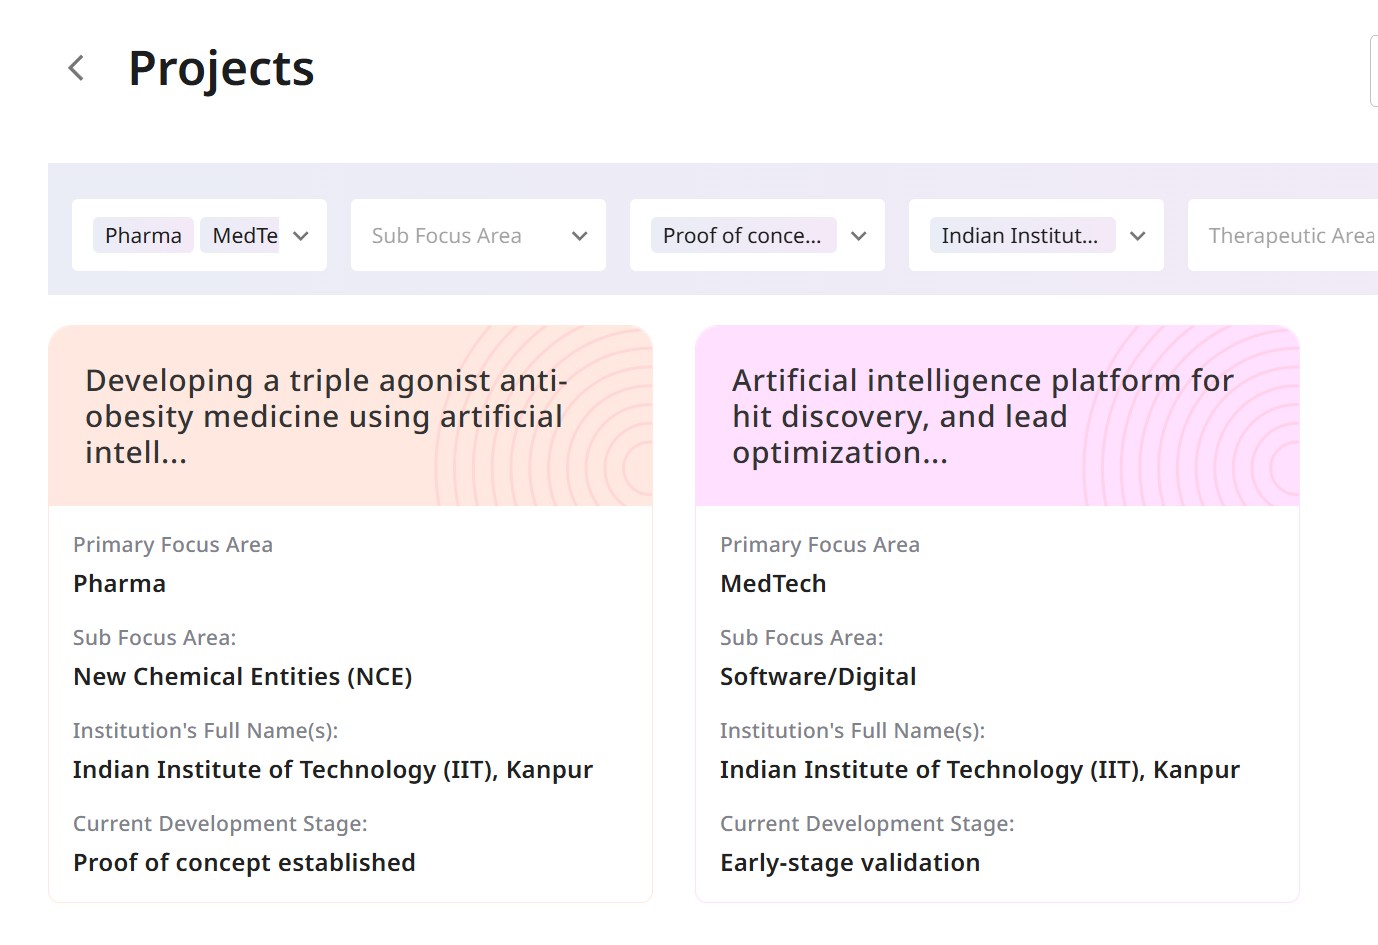 Projects
Pharma MedTe
Sub Focus Area
Proof of conce...
Indian Institut...
Therapeutic Area
Developing a triple agonist anti-
obesity medicine using artificial
intell...
Primary Focus Area
Pharma
Sub Focus Area:
New Chemical Entities (NCE)
Institution's Full Name(s):
Indian Institute of Technology (IIT), Kanpur
Current Development Stage:
Proof of concept established
Artificial intelligence platform for
hit discovery, and lead
optimization...
Primary Focus Area
MedTech
Sub Focus Area:
Software/Digital
Institution's Full Name(s):
Indian Institute of Technology (IIT), Kanpur
Current Development Stage:
Early-stage validation